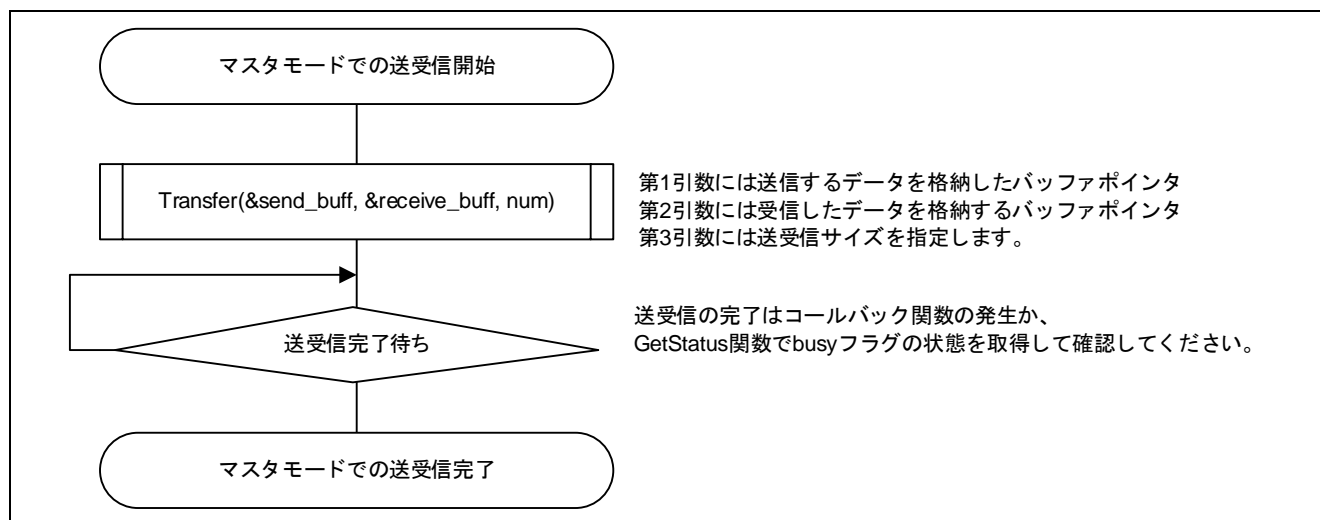 マスタモードでの送受信開始
Transfer(&send_buff, &receive_buff, num)
第1引数には送信するデータを格納したバッファポインタ
第2引数には受信したデータを格納するバッファポインタ
第3引数には送受信サイズを指定します。
送受信完了待ち
送受信の完了はコールバック関数の発生か、
GetStatus関数でbusyフラグの状態を取得して確認してください。
マスタモードでの送受信完了